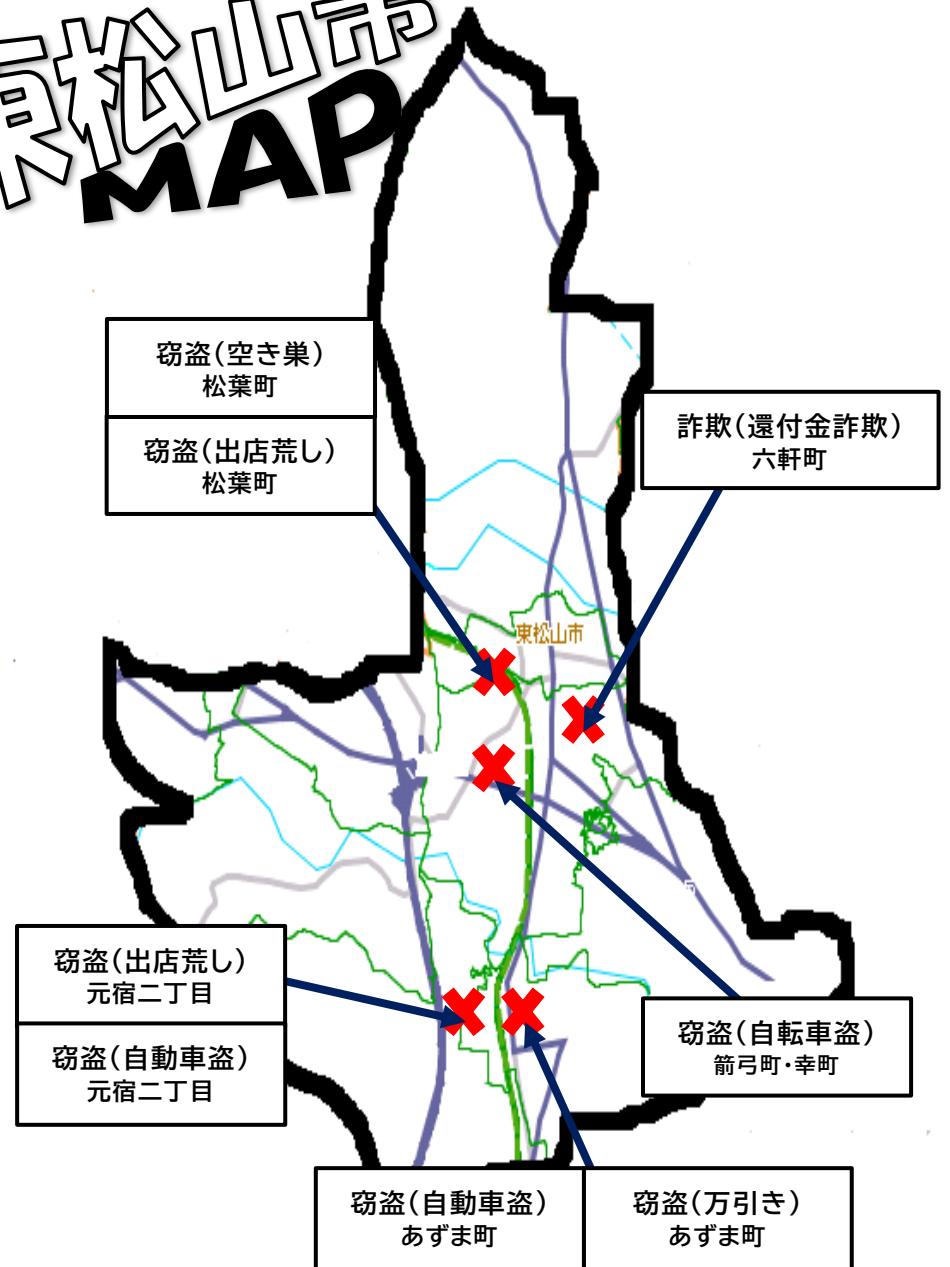 東松山市
MAP
窃盗(空き巣)
松葉町
窃盗(出店荒し)
松葉町
詐欺(還付金詐欺)
六軒町
東松山市
窃盗(出店荒し)
元宿二丁目
窃盗(自動車盗)
元宿二丁目
窃盗(自転車盗)
箭弓町・幸町
窃盗(自動車盗)
あずま町
窃盗(万引き)
あずま町